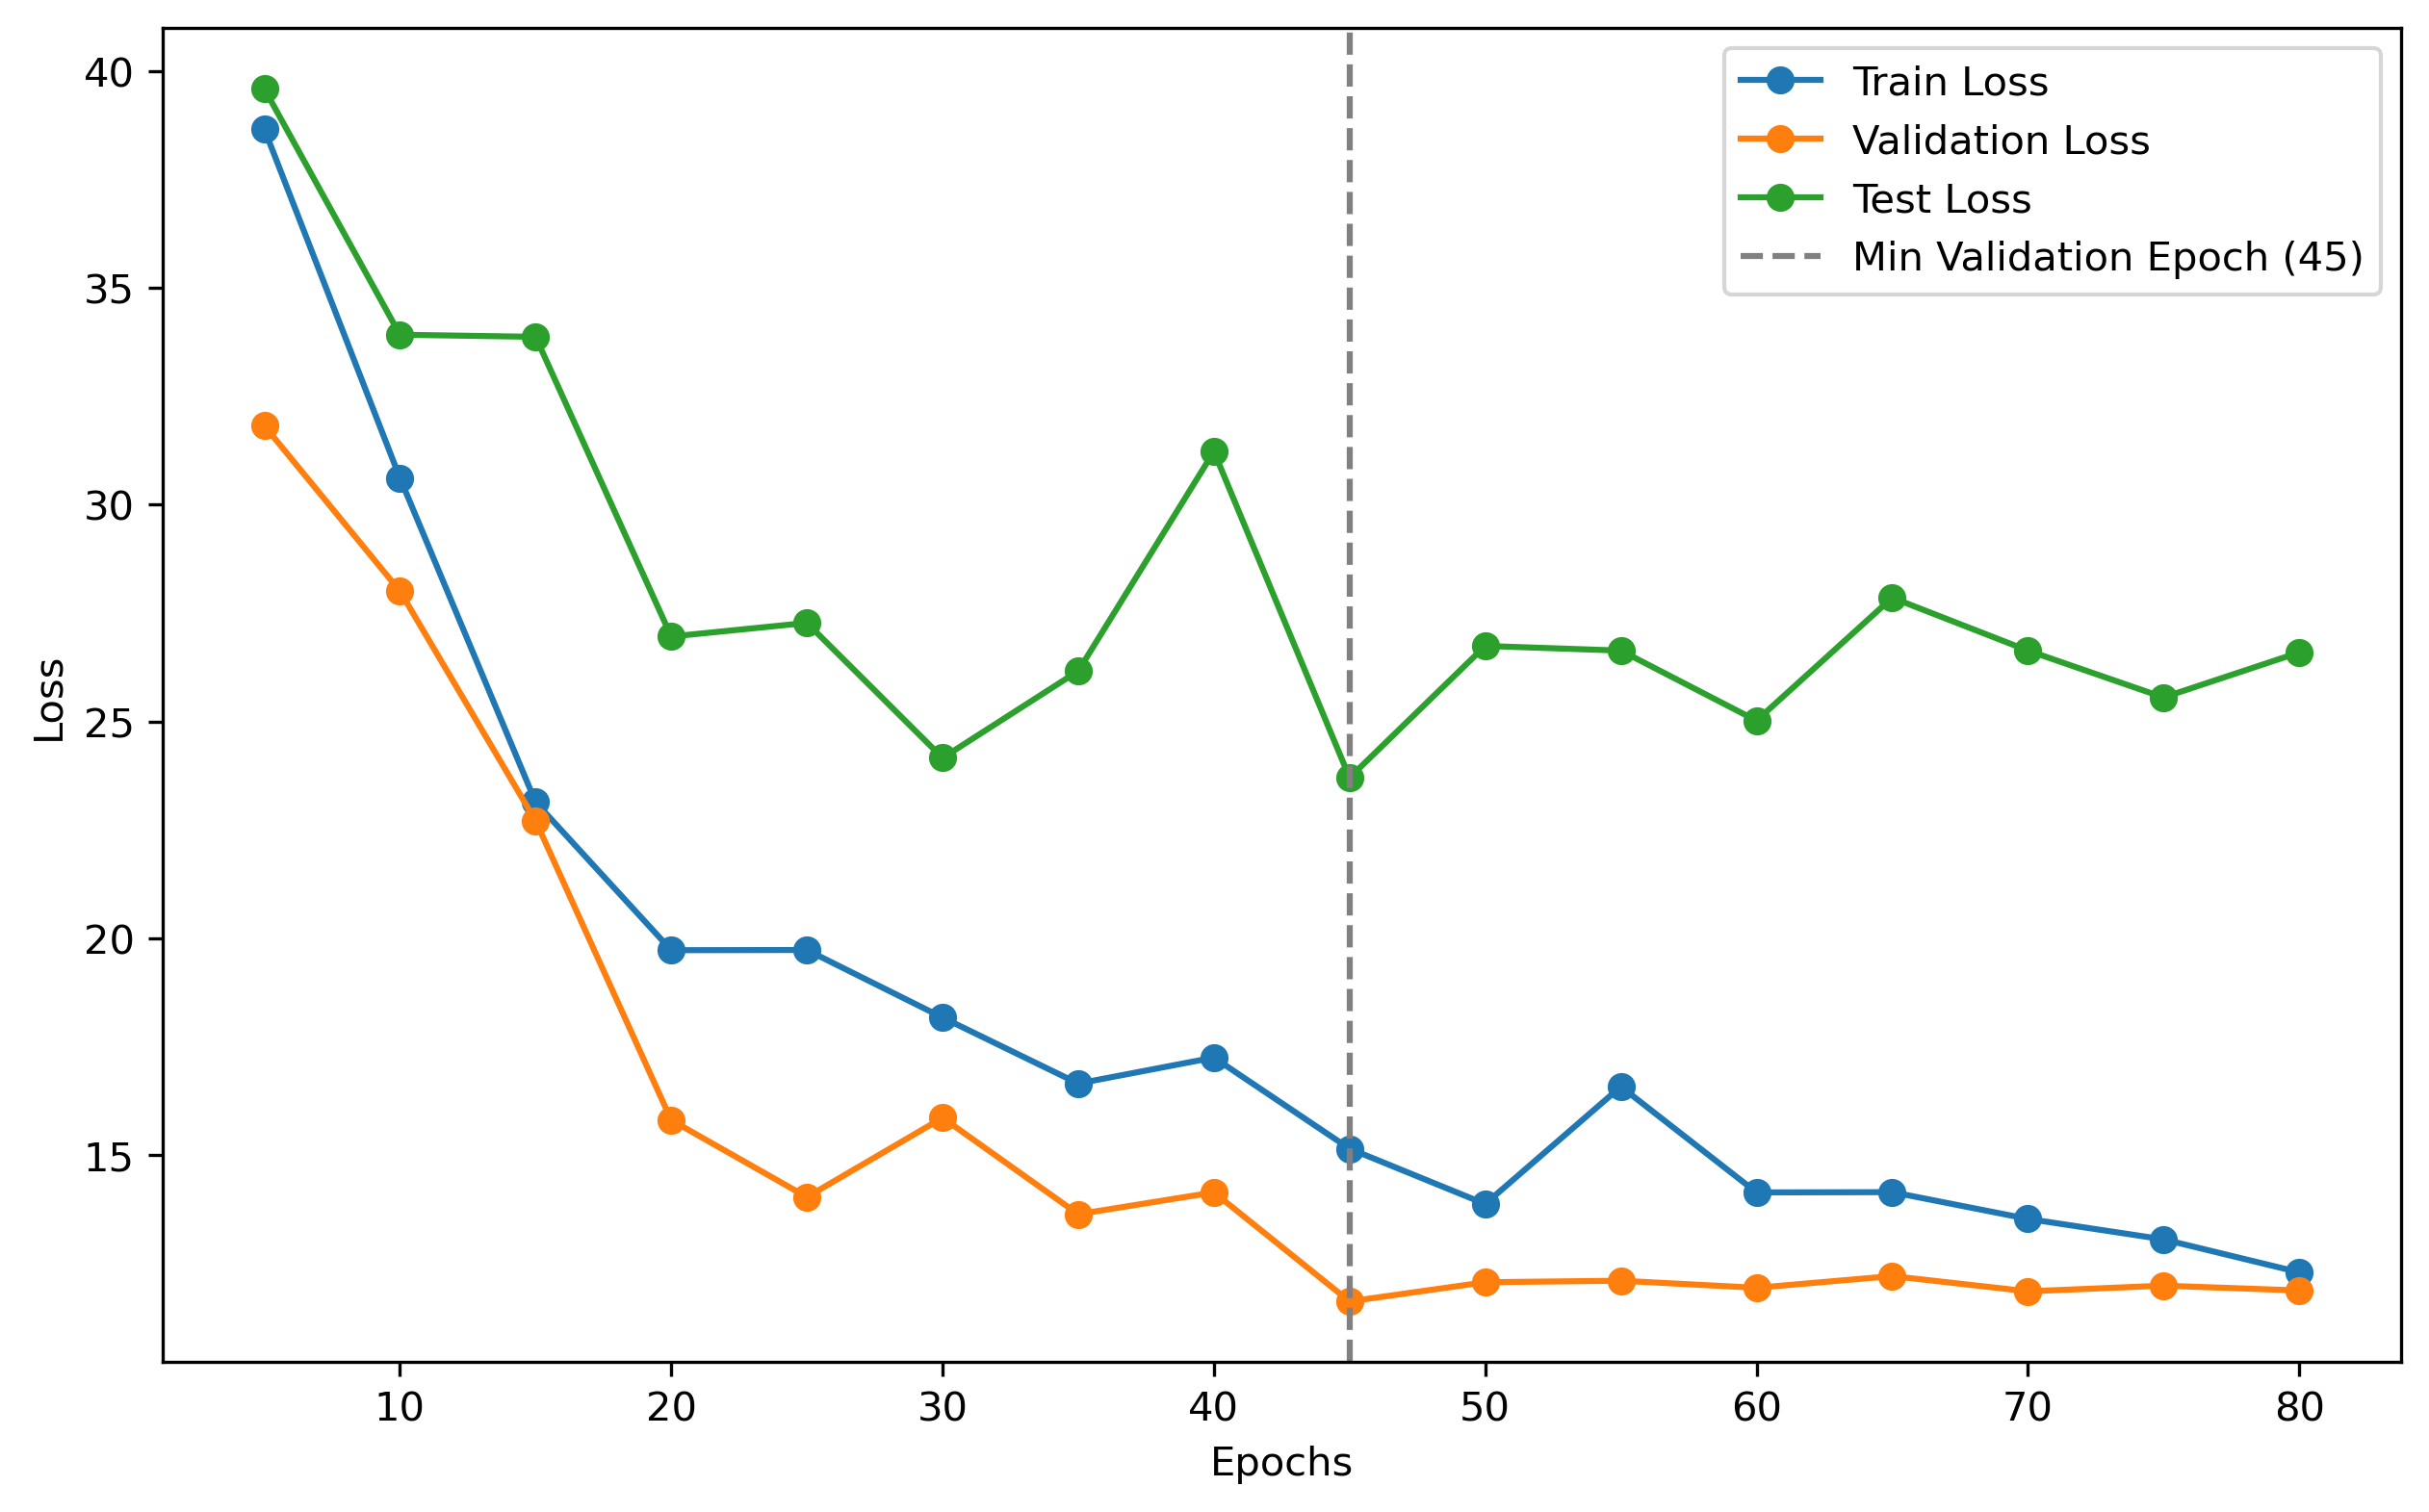 40
35
30
25
20
15
Loss
10 20 30 40 50 60 70 80
Epochs
Train Loss
Validation Loss
Test Loss
Min Validation Epoch (45)